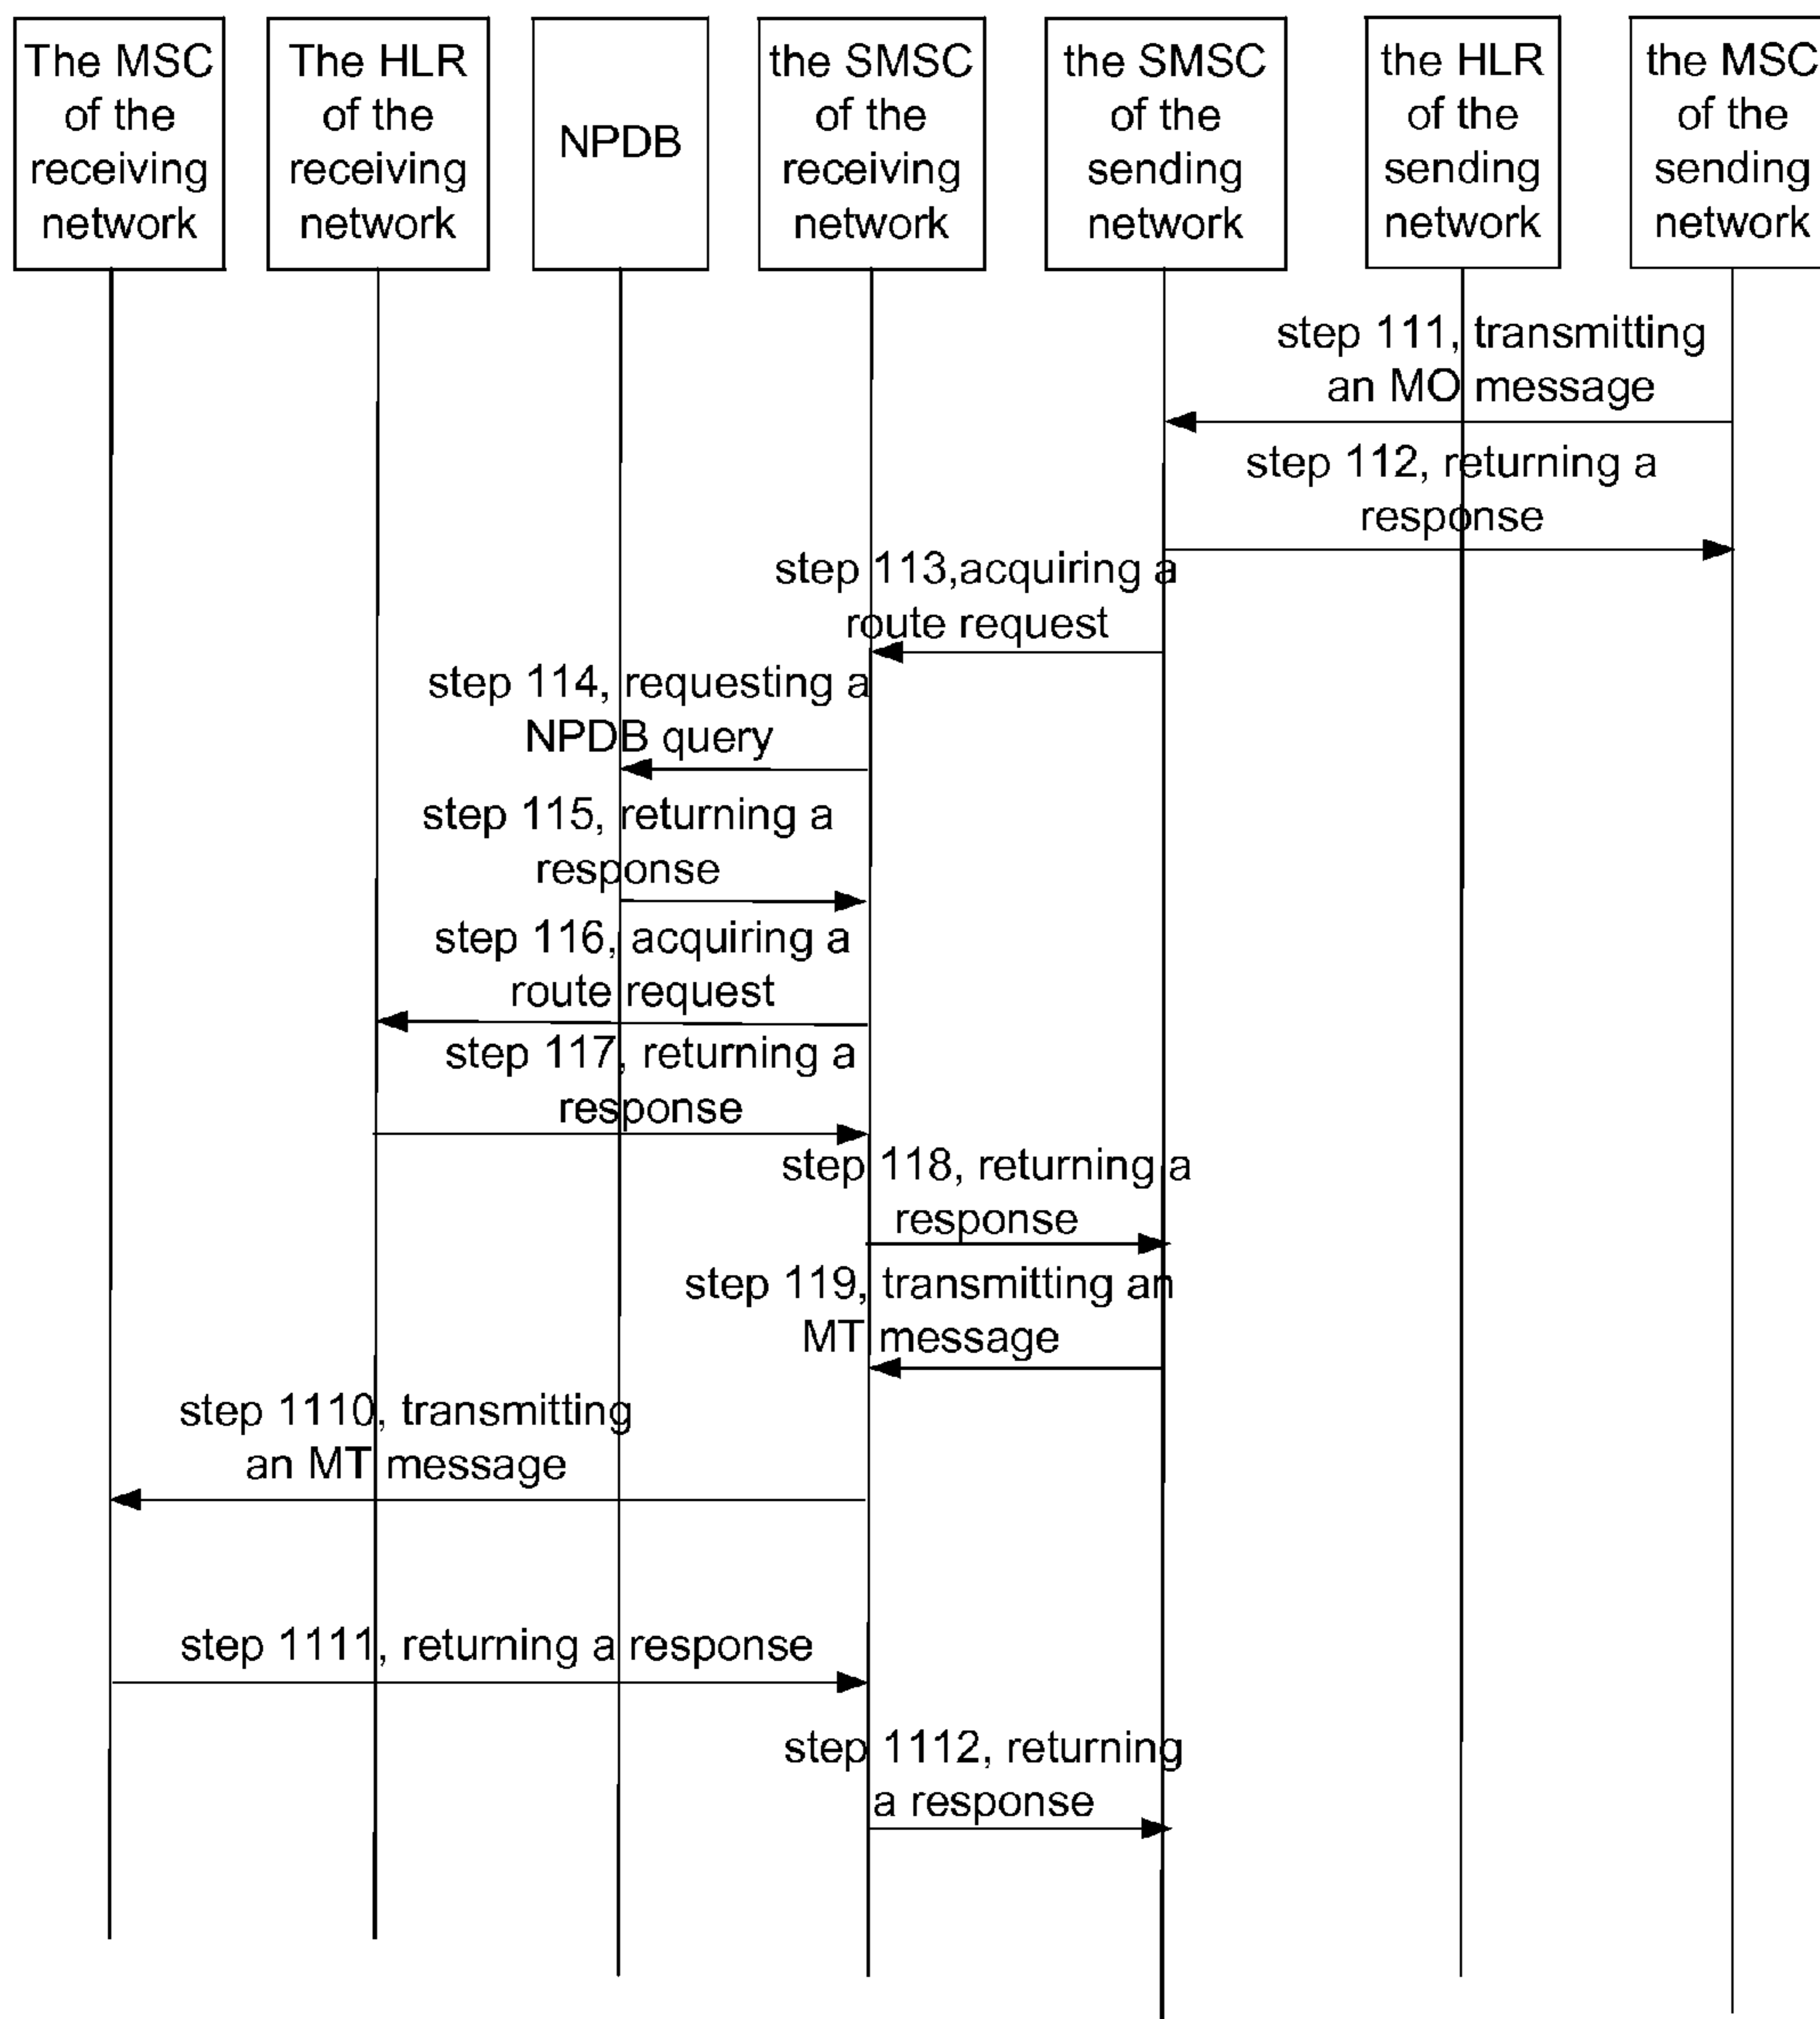 The MSC
of the
receiving
network
The HLR
of the
receiving
network
NPDB
the SMSC
of the
receiving
network
the SMSC
of the
sending
network
the HLR
of the
sending
network
the MSC
of the
sending
network
step 111, transmitting
an MO message
step 112, returning a
response
step 113,acquiring a
route request
step 114, requesting a
NPDB query
step 115, returning a
response
step 116, acquiring a
route request
step 117, returning a
response
step 118, returning a
response
step 119, transmitting an
MT message
step 1110, transmitting
an MT message
step 1111, returning a response
step 1112, returning
a response